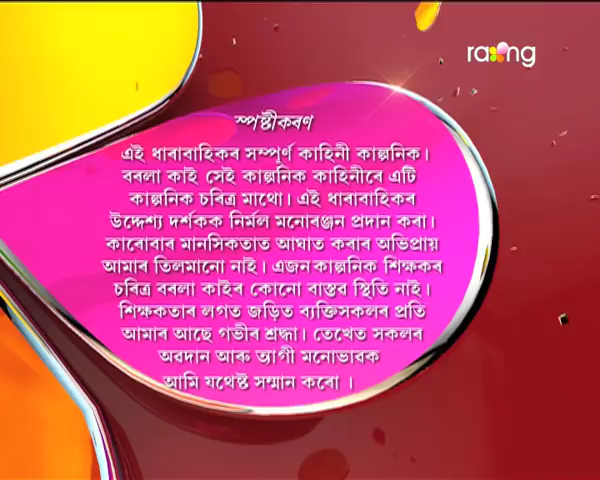 rang
স্পষ্টীকৰণ
এই ধাৰাবাহিকৰ সম্পূৰ্ণ কাহিনী কাল্পনিক।
বৰলা কাই সেই কাল্পনিক কাহিনীৰে এটি
কাল্পনিক চৰিত্ৰ মাথো। এই ধাৰাবাহিকৰ
উদ্দেশ্য দৰ্শকক নিৰ্মল মনোৰঞ্জন প্ৰদান কৰা।
কাৰোবাৰ মানসিকতাত আঘাত কৰাৰ অভিপ্ৰায়
আমাৰ তিলমানো নাই। এজন কাল্পনিক শিক্ষকৰ
চৰিত্ৰ বৰলা কাইৰ কোনো বাস্তৱ স্থিতি নাই।
শিক্ষকতাৰ লগত জড়িত ব্যক্তিসকলৰ প্ৰতি
আমাৰ আছে গভীৰ শ্ৰদ্ধা। তেখেত সকলৰ
অৱদান আৰু ত্যাগী মনোভাৱক
আমি যথেষ্ট সন্মান কৰো ।